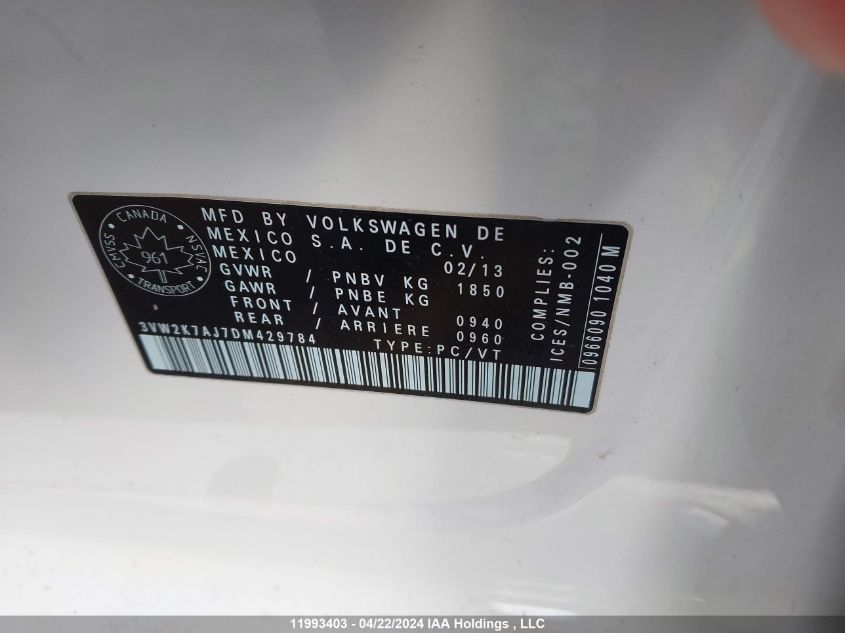 CANADA
CMVSS
NSVAC
961
TRANSPORT
MFD BY VOLKSWAGEN DE
MEXICO S.A. DE C.V.
MEXICO 02/13
GVWR / PNBV KG 1850
GAWR / PNBE KG
FRONT / AVANT 0940
REAR / ARRIERE 0960
3VW2K7AJ7DM429784 TYPE:PC/VT
COMPLIES:
ICES/NMB-002
0966090 1040 M
11993403 - 04/22/2024 IAA Holdings , LLC